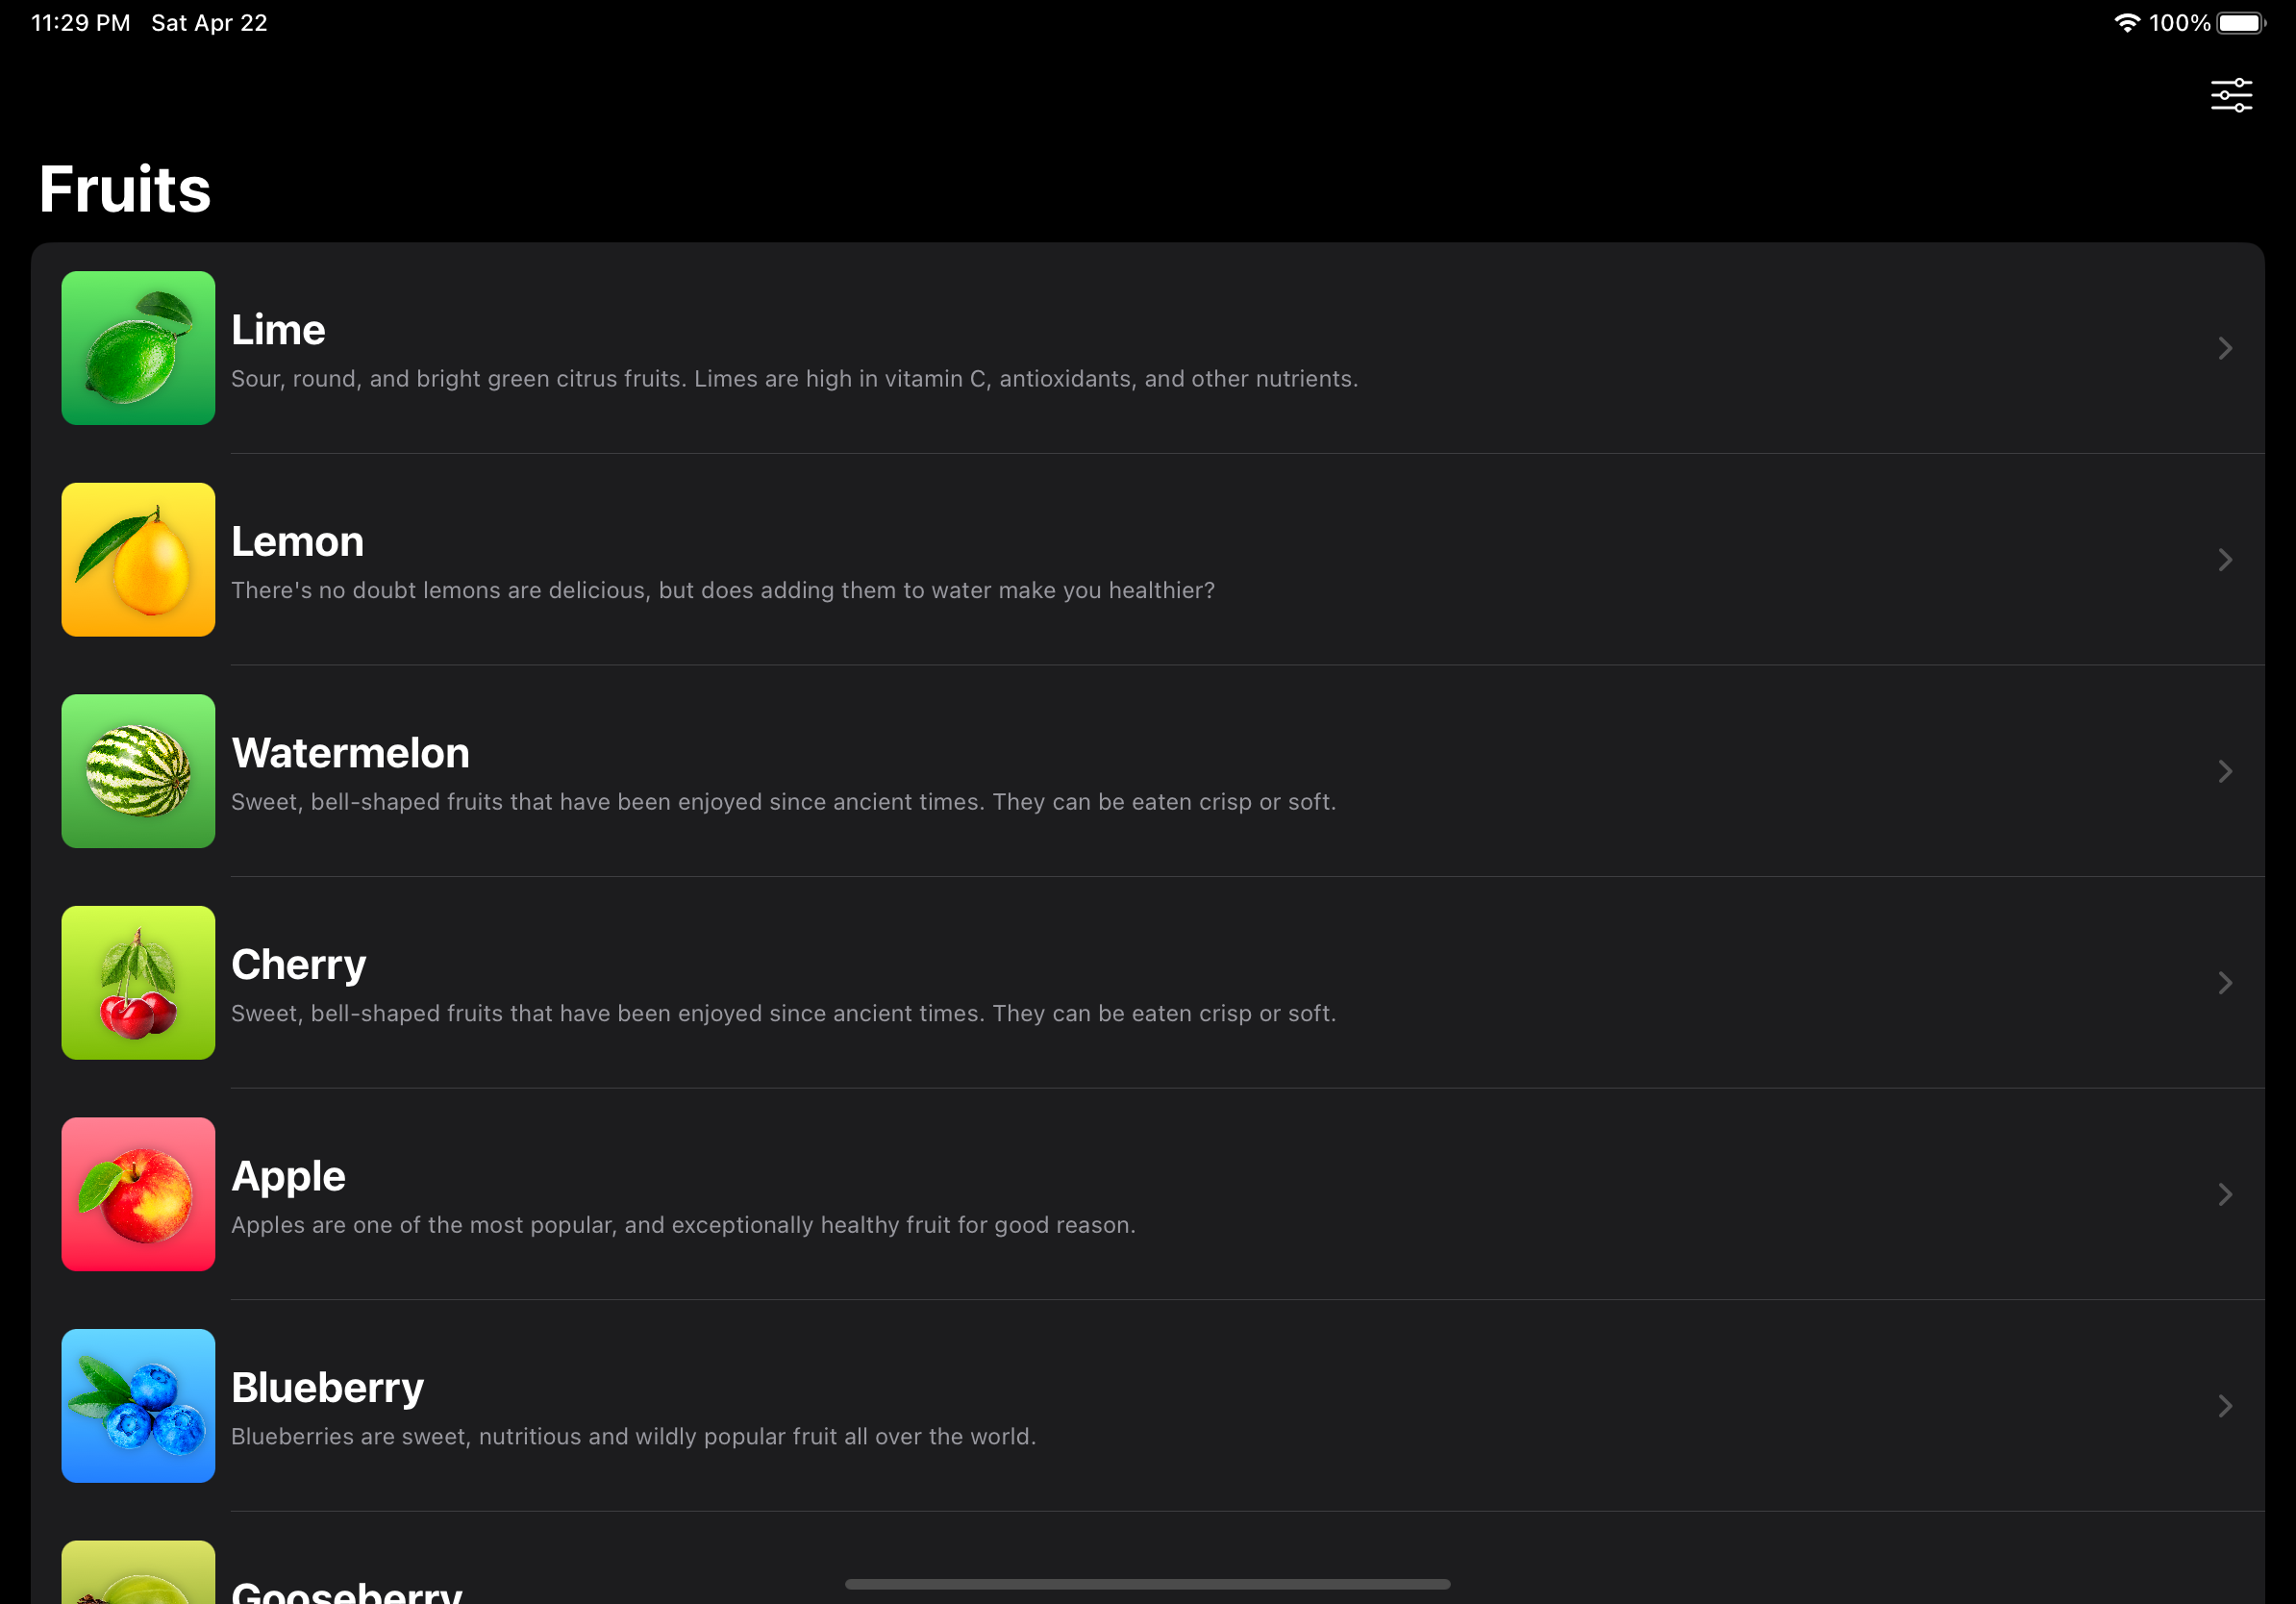 11:29 PM Sat Apr 22
100%
Fruits
Lime
Sour, round, and bright green citrus fruits. Limes are high in vitamin C, antioxidants, and other nutrients.
Lemon
There's no doubt lemons are delicious, but does adding them to water make you healthier?
Watermelon
Sweet, bell-shaped fruits that have been enjoyed since ancient times. They can be eaten crisp or soft.
Cherry
Sweet, bell-shaped fruits that have been enjoyed since ancient times. They can be eaten crisp or soft.
Apple
Apples are one of the most popular, and exceptionally healthy fruit for good reason.
Blueberry
Blueberries are sweet, nutritious and wildly popular fruit all over the world.
Gooseberry